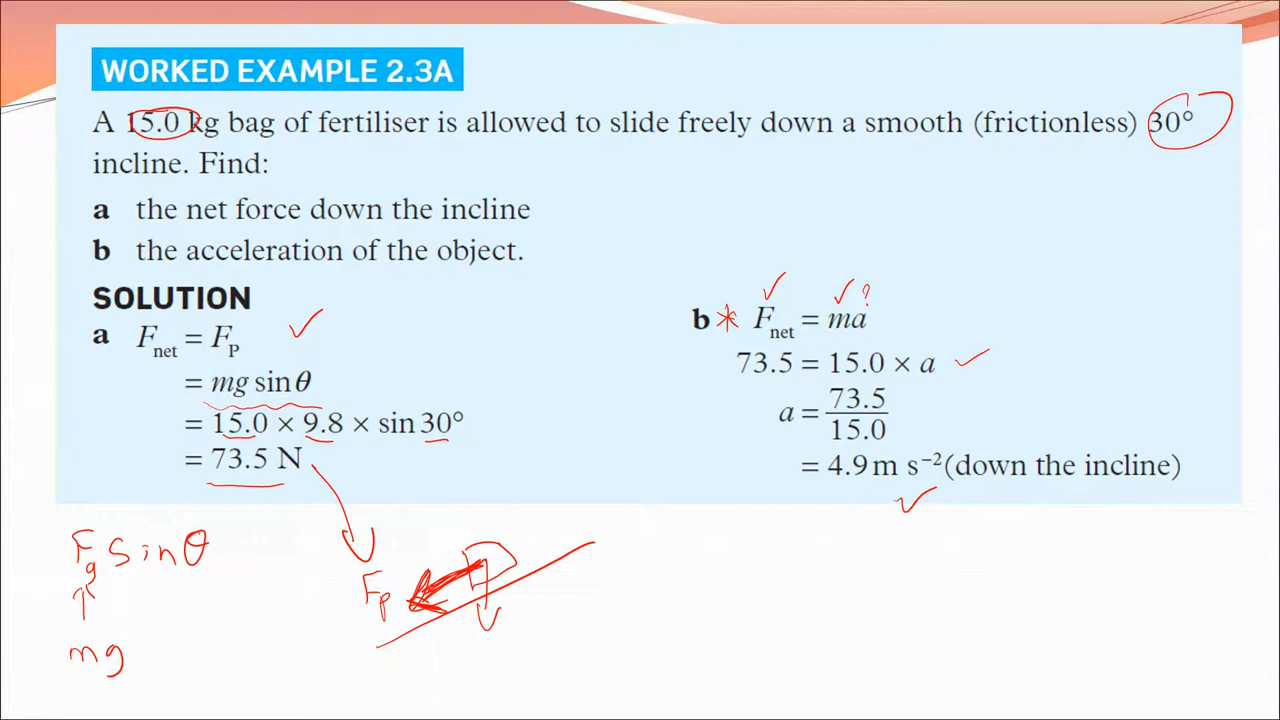 WORKED EXAMPLE 2.3A
A 15.0 kg bag of fertiliser is allowed to slide freely down a smooth (frictionless) 30°
incline. Find:
a the net force down the incline
b the acceleration of the object.
SOLUTION
a F_net = F_P
= mg sin θ
= 15.0 × 9.8 × sin 30°
= 73.5 N
b * F_net = ma ?
73.5 = 15.0 × a
a = 73.5/15.0
= 4.9 m s⁻² (down the incline)
F_g sin θ
mg
F_p